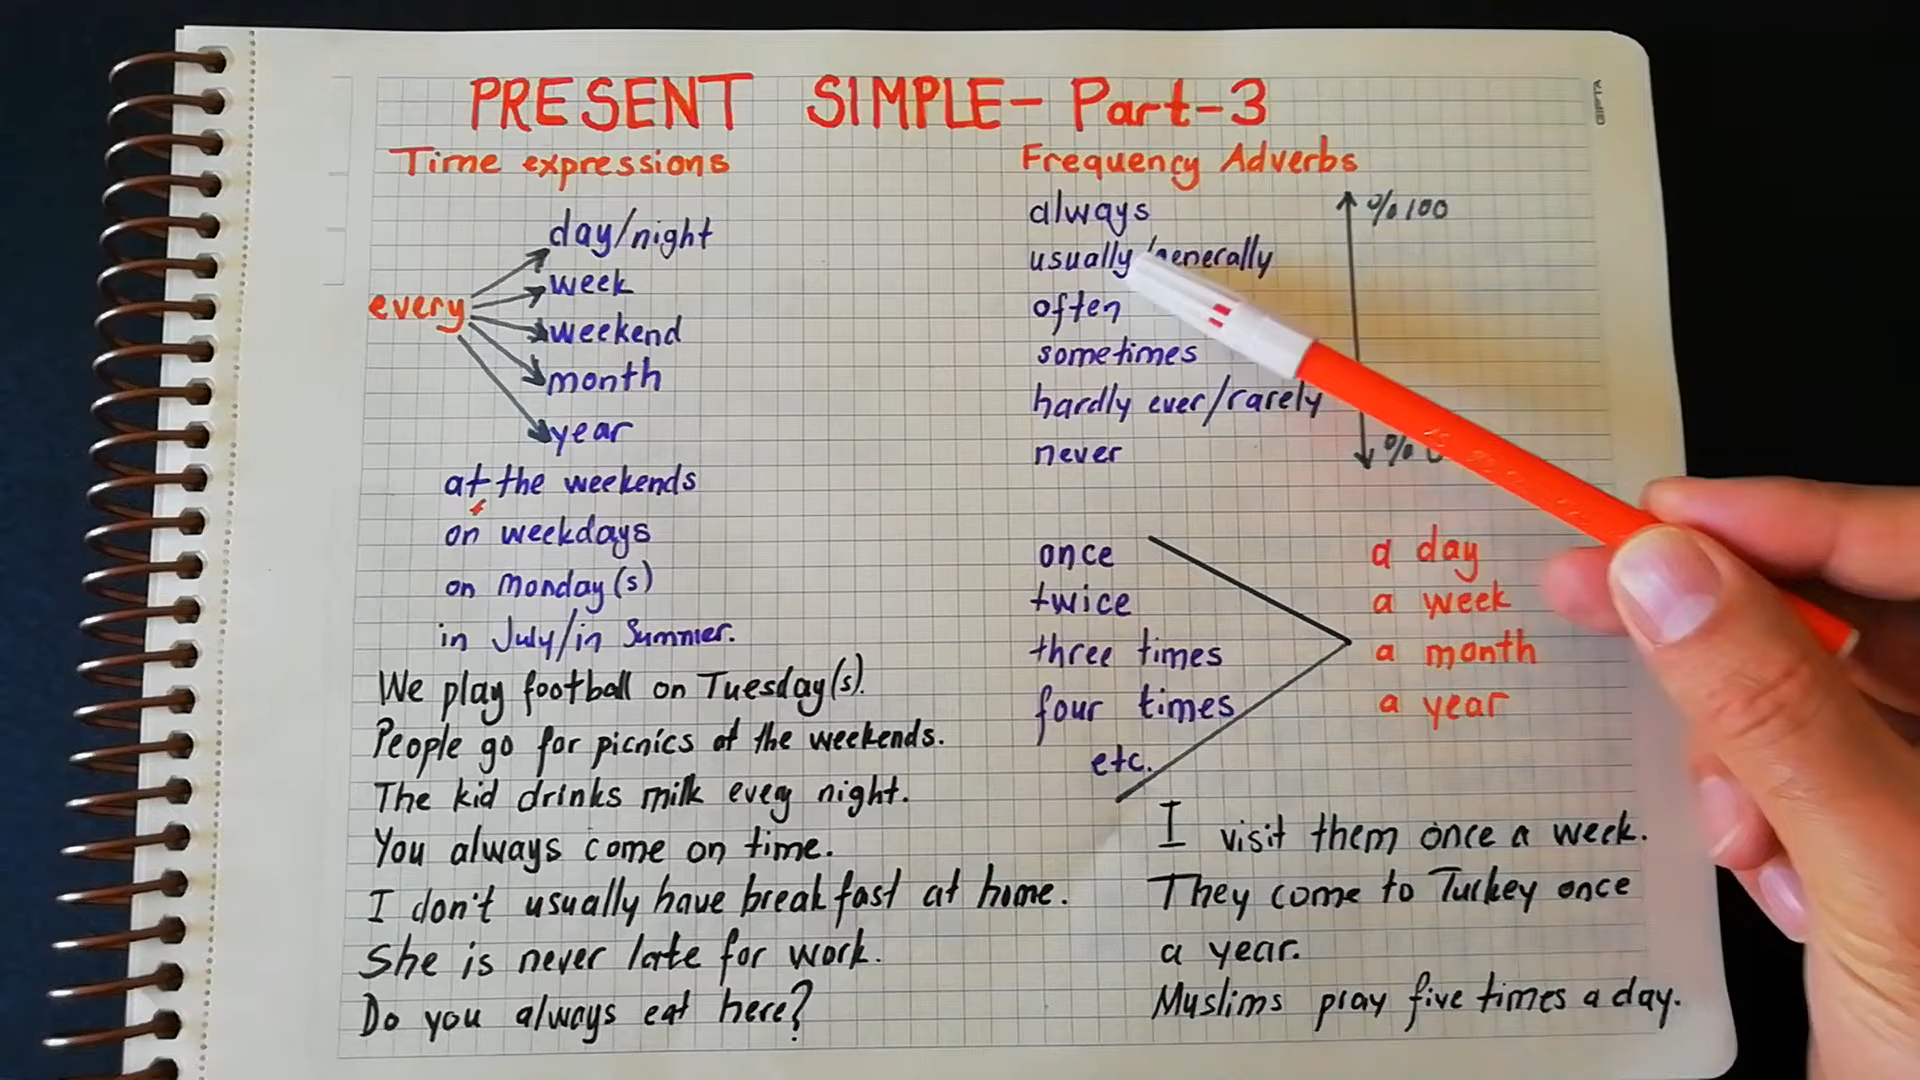 PRESENT SIMPLE- Part-3
GIPTA
Time expressions
every
day/night
week
weekend
month
year
at the weekends
on weekdays
on monday(s)
in July/in Summer.
We play football on Tuesday(s).
People go for picnics at the weekends.
The kid drinks milk every night.
You always come on time.
I don't usually have breakfast at home.
She is never late for work.
Do you always eat here?
Frequency Adverbs
always
%100
usually/generally
often
sometimes
hardly ever/rarely
never
once
twice
three times
four times
etc.
a day
a week
a month
a year
I visit them once a week.
They come to Turkey once
a year.
Muslims pray five times a day.